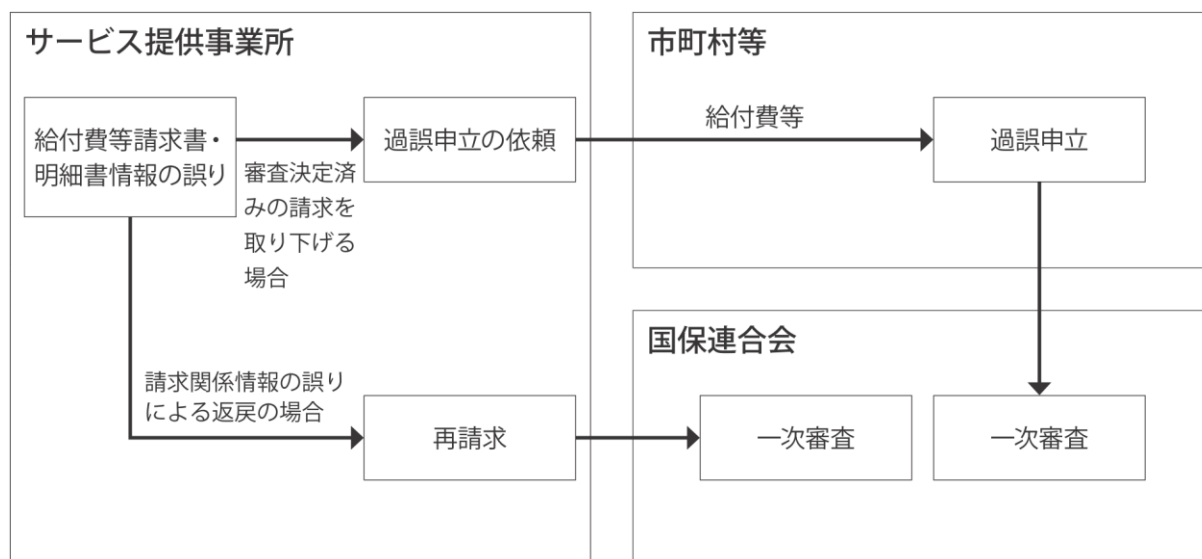 サービス提供事業所
給付費等請求書・
明細書情報の誤り
審査決定済
みの請求を
取り下げる
場合
過誤申立の依頼
請求関係情報の誤り
による返戻の場合
再請求
市町村等
給付費等
過誤申立
国保連合会
一次審査
一次審査